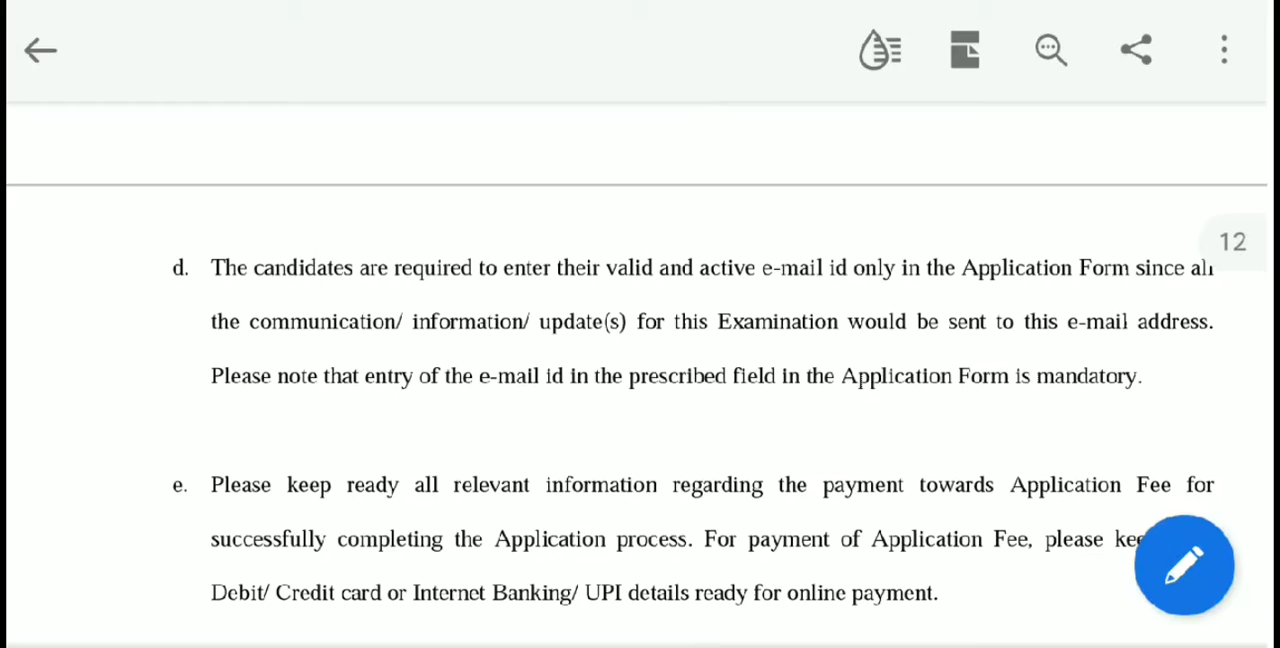 12
d. The candidates are required to enter their valid and active e-mail id only in the Application Form since all
the communication/ information/ update(s) for this Examination would be sent to this e-mail address.
Please note that entry of the e-mail id in the prescribed field in the Application Form is mandatory.
e. Please keep ready all relevant information regarding the payment towards Application Fee for
successfully completing the Application process. For payment of Application Fee, please
Debit/ Credit card or Internet Banking/ UPI details ready for online payment.